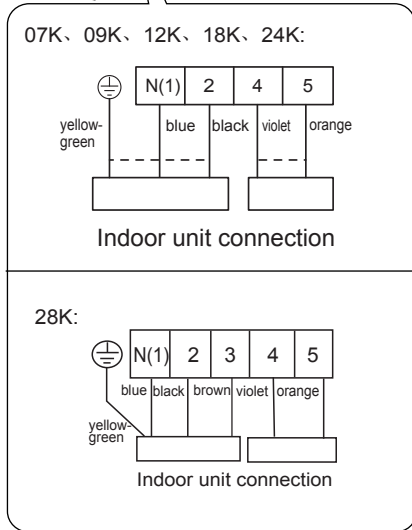 07K、09K、12K、18K、24K:
N(1) 2 4 5
yellow-green blue black violet orange
Indoor unit connection
28K:
N(1) 2 3 4 5
blue black brown violet orange
yellow-green
Indoor unit connection